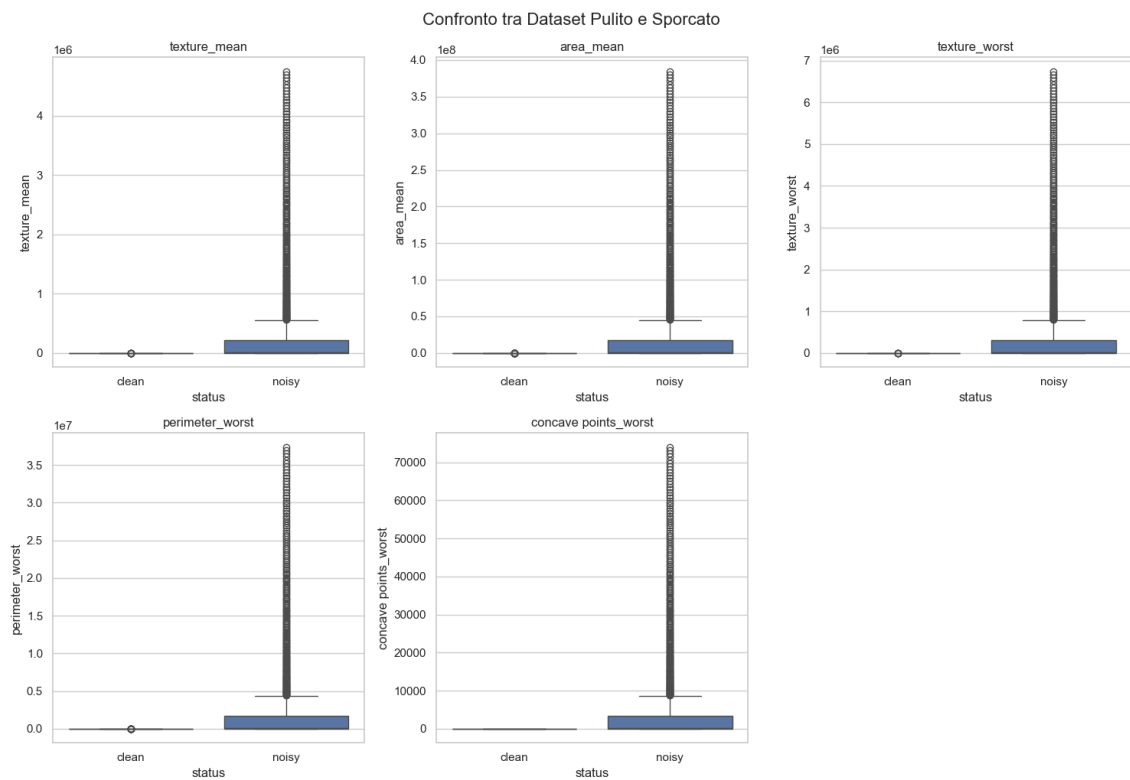 Confronto tra Dataset Pulito e Sporcato
texture_mean
1e6
texture_mean
4
3
2
1
0
clean
noisy
status
area_mean
1e8
area_mean
4.0
3.5
3.0
2.5
2.0
1.5
1.0
0.5
0.0
clean
noisy
status
texture_worst
1e6
texture_worst
7
6
5
4
3
2
1
0
clean
noisy
status
perimeter_worst
1e7
perimeter_worst
3.5
3.0
2.5
2.0
1.5
1.0
0.5
0.0
clean
noisy
status
concave points_worst
concave points_worst
70000
60000
50000
40000
30000
20000
10000
0
clean
noisy
status